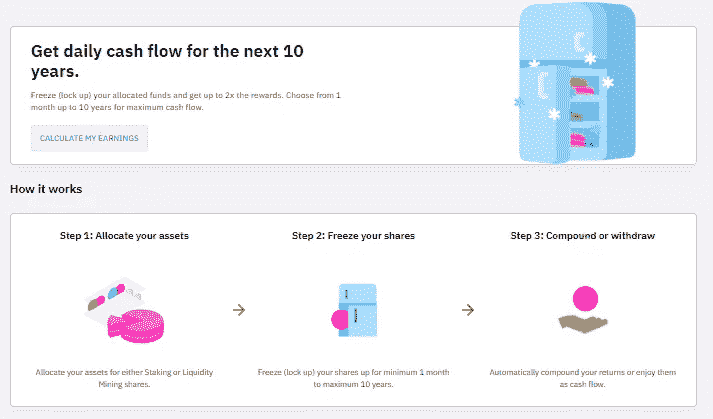 Get daily cash flow for the next 10
years.
Freeze (lock up) your allocated funds and get up to 2x the rewards. Choose from 1
month up to 10 years for maximum cash flow.
CALCULATE MY EARNINGS
How it works
Step 1: Allocate your assets
Step 2: Freeze your shares
Step 3: Compound or withdraw
Allocate your assets for either Staking or Liquidity
Mining shares.
Freeze (lock up) your shares up for minimum 1 month
to maximum 10 years.
Automatically compound your returns or enjoy them
as cash flow.